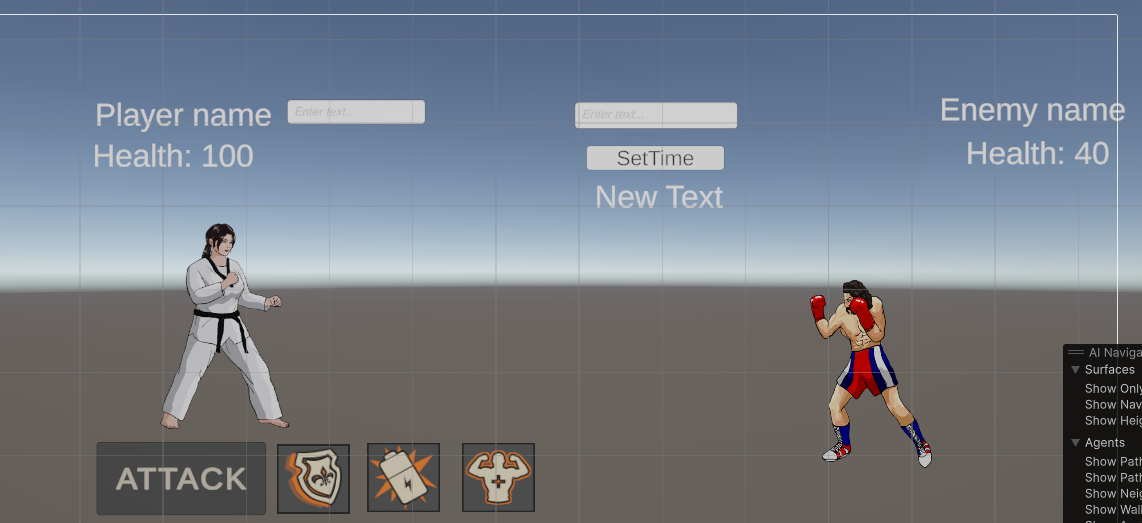 Player name
Enter text...
Enter text...
Enemy name
Health: 100
SetTime
Health: 40
New Text
ATTACK
AI Naviga
Surfaces
Show Only
Show Nav
Show Heig
Agents
Show Path
Show Path
Show Neig
Show Wall